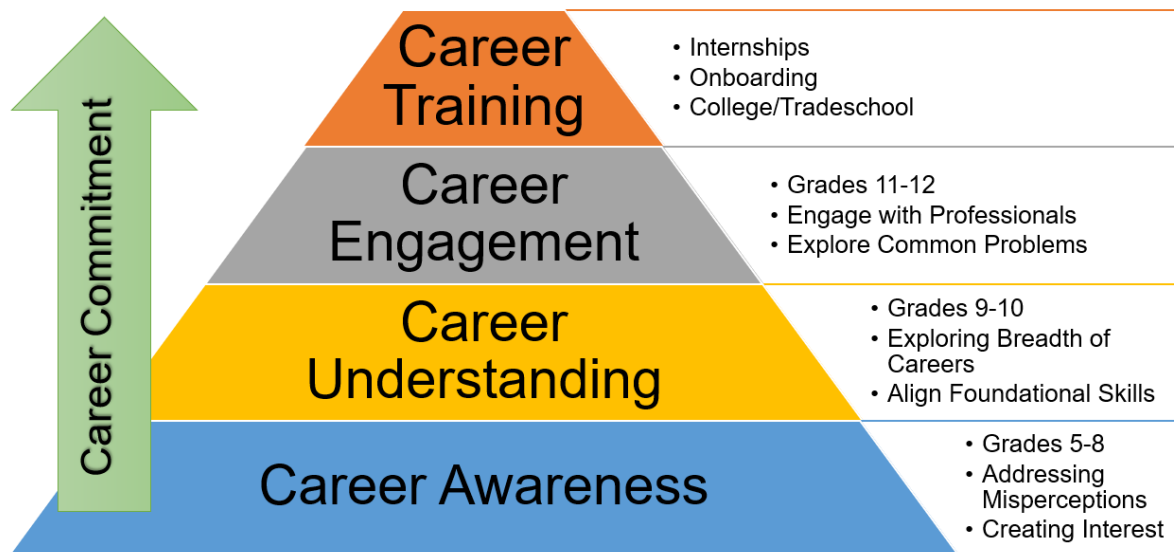 Career Commitment
Career
Training
• Internships
• Onboarding
• College/Tradeschool
Career
Engagement
• Grades 11-12
• Engage with Professionals
• Explore Common Problems
Career
Understanding
• Grades 9-10
• Exploring Breadth of
Careers
• Align Foundational Skills
Career Awareness
• Grades 5-8
• Addressing
Misperceptions
• Creating Interest